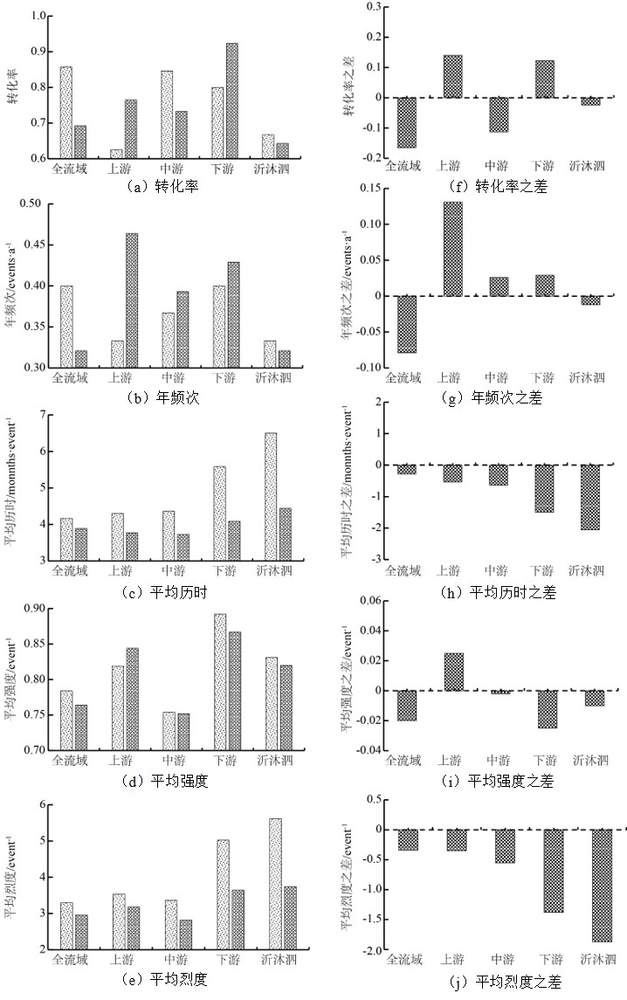 转化率
1.0
0.9
0.8
0.7
0.6
全流域 上游 中游 下游 沂沐泗
（a）转化率
转化率之差
0.3
0.2
0.1
0
-0.1
-0.2
全流域 上游 中游 下游 沂沐泗
（f）转化率之差
年频次/events·a⁻¹
0.50
0.45
0.40
0.35
0.30
全流域 上游 中游 下游 沂沐泗
（b）年频次
年频次之差/events·a⁻¹
0.15
0.10
0.05
0
-0.05
-0.10
全流域 上游 中游 下游 沂沐泗
（g）年频次之差
平均历时/monnths·event⁻¹
7
6
5
4
3
全流域 上游 中游 下游 沂沐泗
（c）平均历时
平均历时之差/monnths·event⁻¹
2
1
0
-1
-2
-3
全流域 上游 中游 下游 沂沐泗
（h）平均历时之差
平均强度/event⁻¹
0.90
0.85
0.80
0.75
0.70
全流域 上游 中游 下游 沂沐泗
（d）平均强度
平均强度之差/event⁻¹
0.06
0.04
0.02
0
-0.02
-0.04
全流域 上游 中游 下游 沂沐泗
（i）平均强度之差
平均烈度/event⁻¹
6
5
4
3
2
全流域 上游 中游 下游 沂沐泗
（e）平均烈度
平均烈度之差/event⁻¹
0.5
0
-0.5
-1.0
-1.5
-2.0
全流域 上游 中游 下游 沂沐泗
（j）平均烈度之差